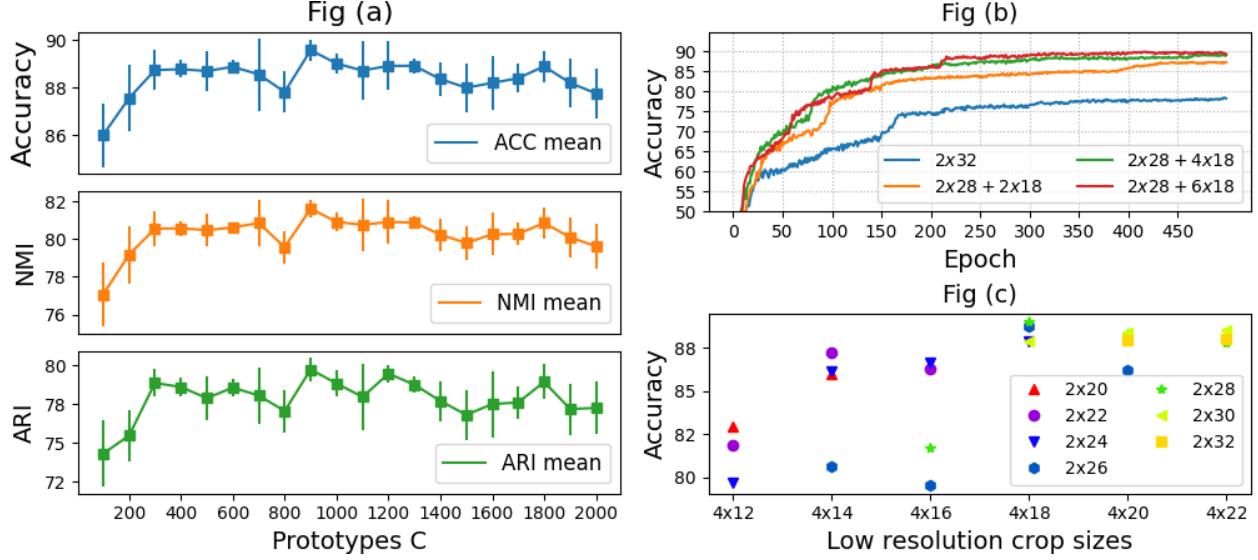 Fig (a)
Accuracy
90
88
86
ACC mean
NMI
82
80
78
76
NMI mean
ARI
80
78
75
72
ARI mean
200 400 600 800 1000 1200 1400 1600 1800 2000
Prototypes C
Fig (b)
Accuracy
90
85
80
75
70
65
60
55
50
2x32
2x28 + 2x18
2x28 + 4x18
2x28 + 6x18
0 50 100 150 200 250 300 350 400 450
Epoch
Fig (c)
Accuracy
88
85
82
80
2x20
2x22
2x24
2x26
2x28
2x30
2x32
4x12 4x14 4x16 4x18 4x20 4x22
Low resolution crop sizes